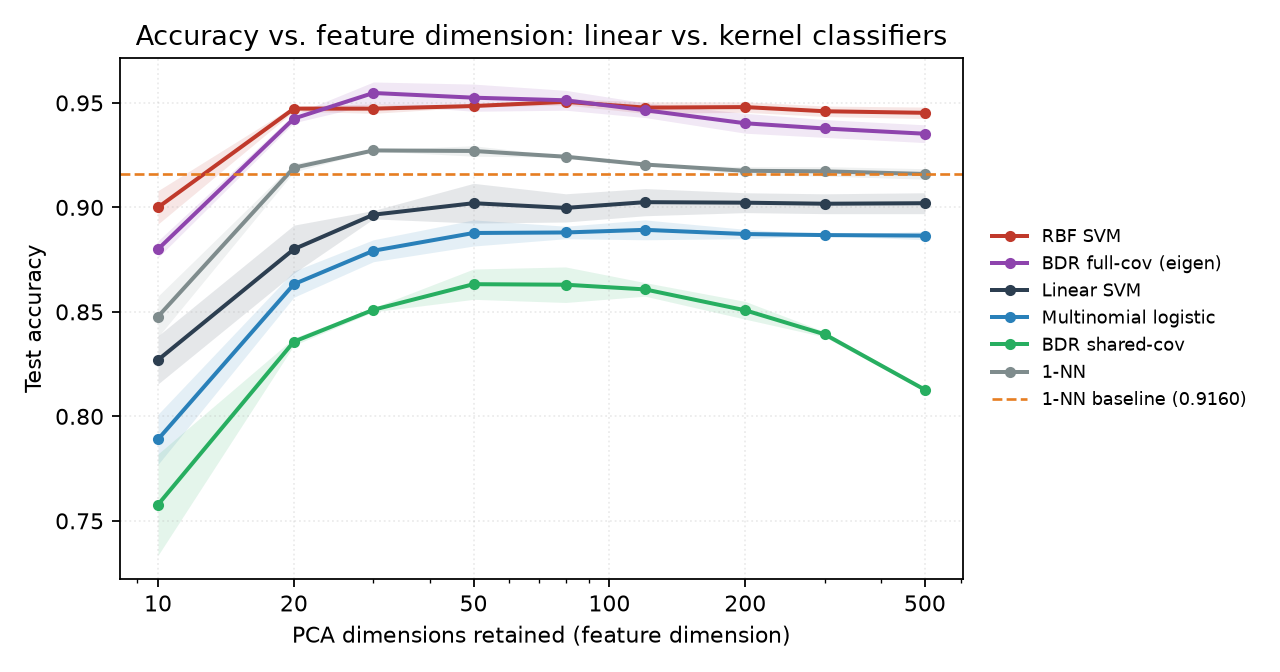 Accuracy vs. feature dimension: linear vs. kernel classifiers
0.95
0.90
0.85
0.80
0.75
Test accuracy
10 20 50 100 200 500
PCA dimensions retained (feature dimension)
RBF SVM
BDR full-cov (eigen)
Linear SVM
Multinomial logistic
BDR shared-cov
1-NN
1-NN baseline (0.9160)